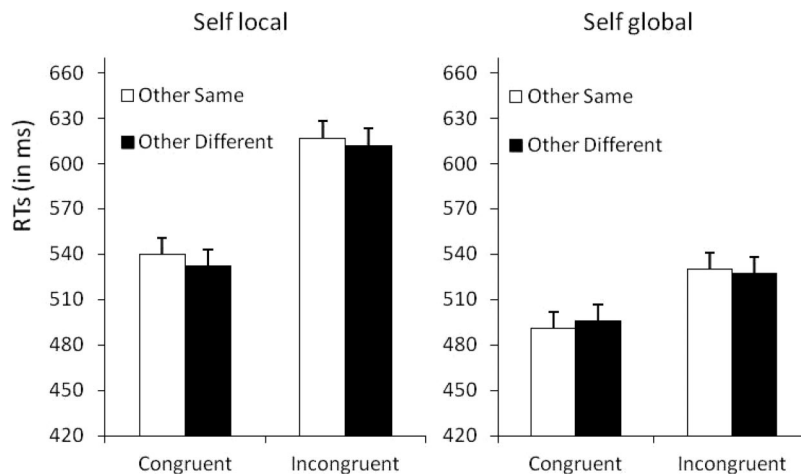 Self local
RTs (in ms)
660
630
600
570
540
510
480
450
420
Other Same
Other Different
Congruent
Incongruent
Self global
660
630
600
570
540
510
480
450
420
Other Same
Other Different
Congruent
Incongruent